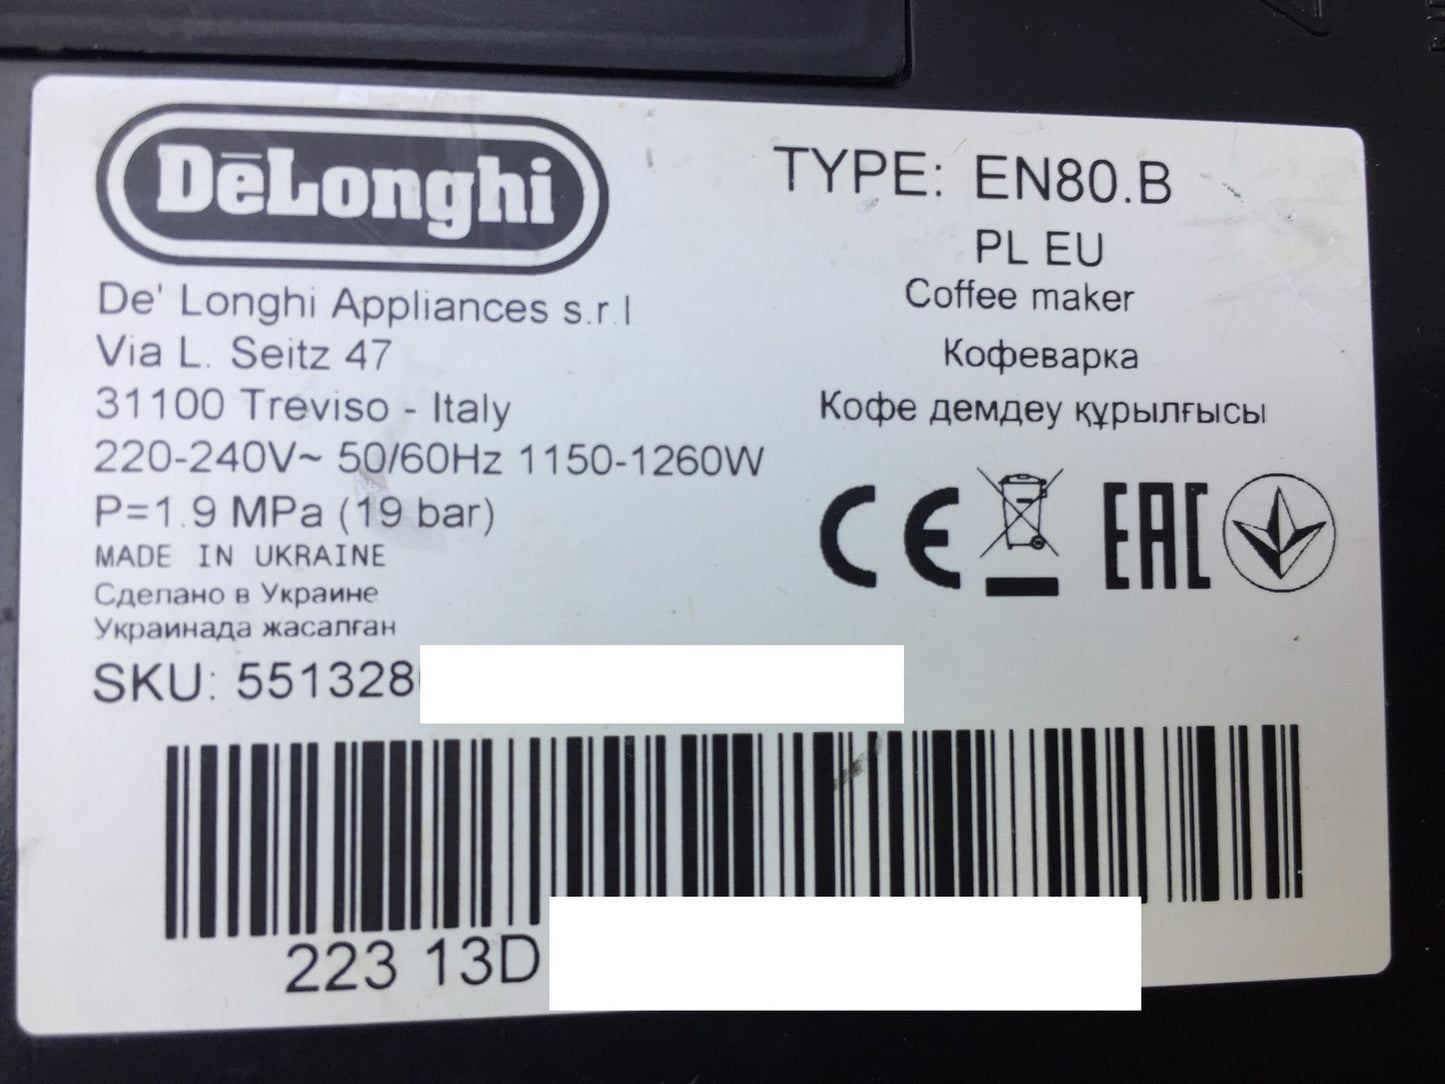 DeLonghi
De' Longhi Appliances s.r.l
Via L. Seitz 47
31100 Treviso - Italy
220-240V~ 50/60Hz 1150-1260W
P=1.9 MPa (19 bar)
MADE IN UKRAINE
Сделано в Украине
Украинада жасалған
SKU: 551328
TYPE: EN80.B
PL EU
Coffee maker
Кофеварка
Кофе демдеу құрылғысы
CE EAC
223 13D